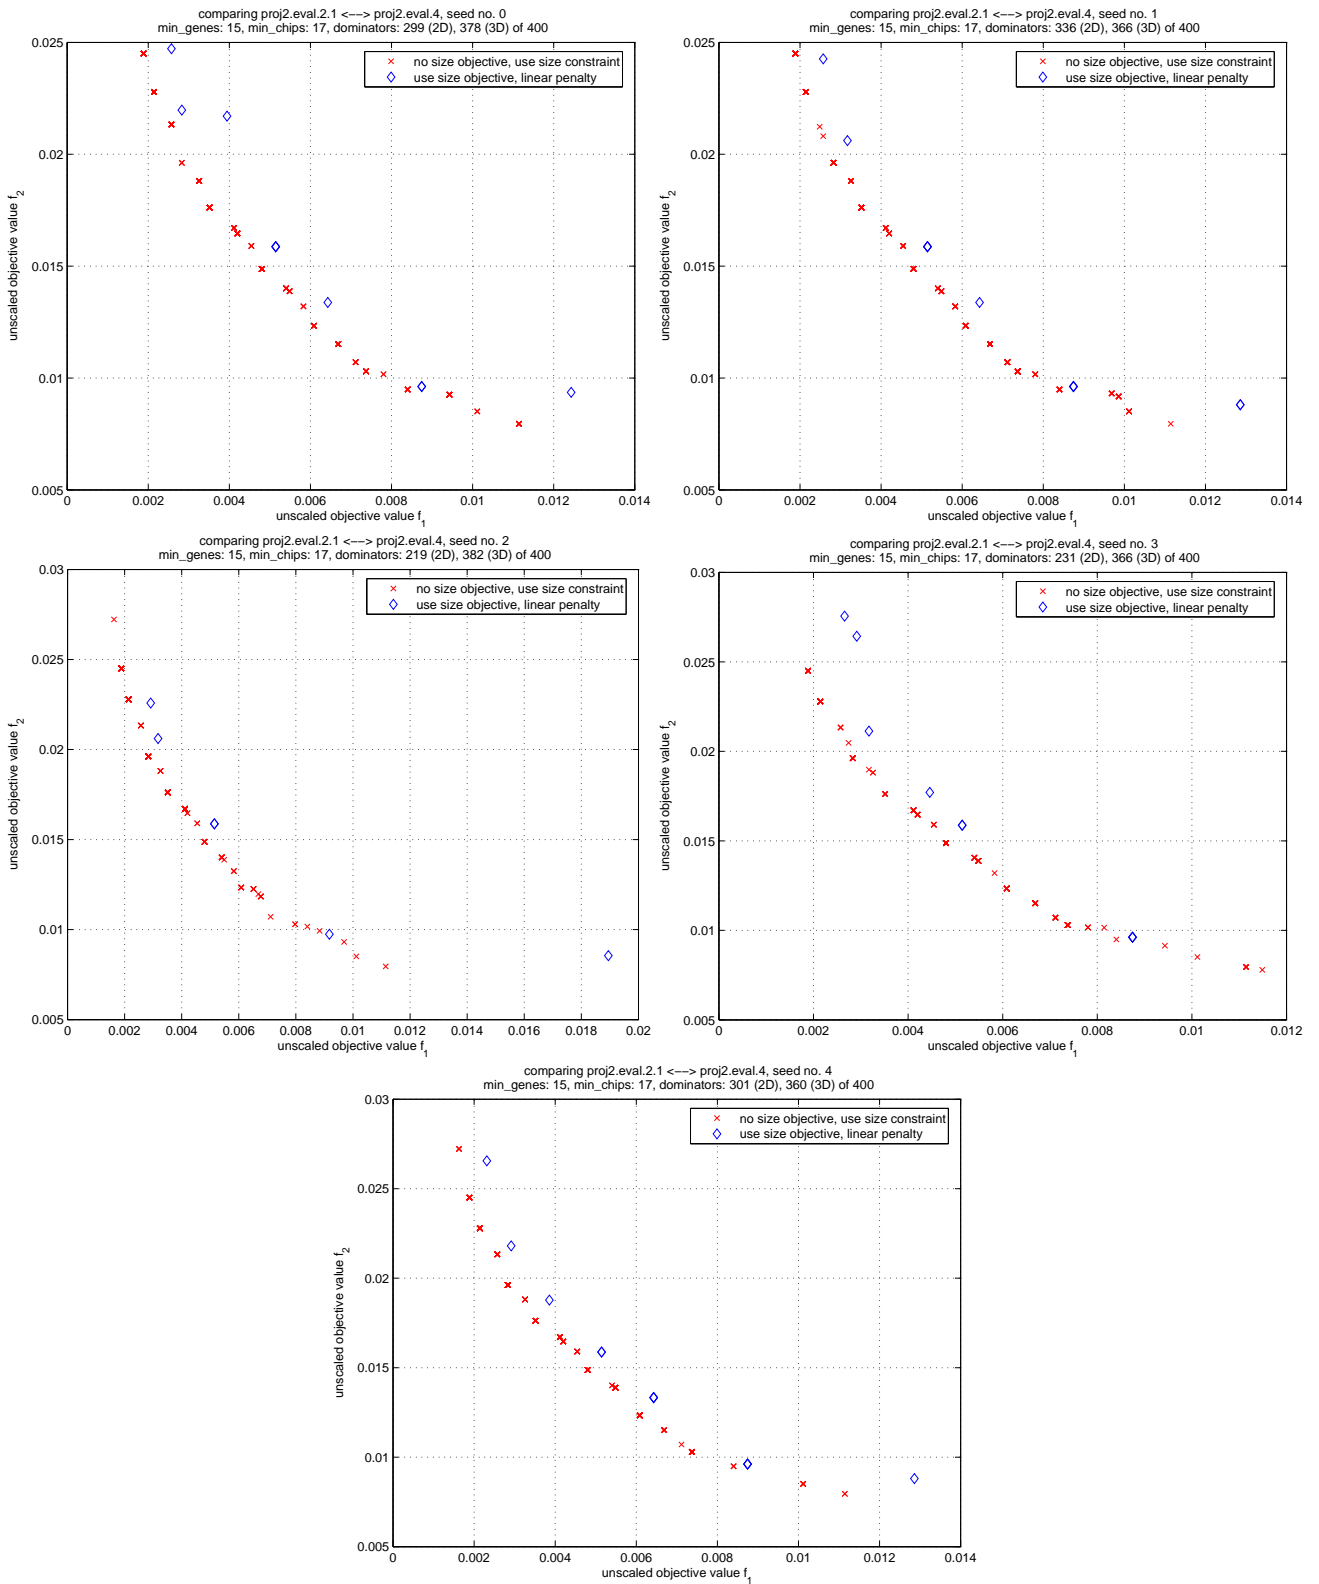 comparing proj2.eval.2.1 <−−> proj2.eval.4, seed no. 0
min_genes: 15, min_chips: 17, dominators: 299 (2D), 378 (3D) of 400
no size objective, use size constraint
use size objective, linear penalty
0.025
0.02
0.015
0.01
0.005
unscaled objective value f_2
0 0.002 0.004 0.006 0.008 0.01 0.012 0.014
unscaled objective value f_1
comparing proj2.eval.2.1 <−−> proj2.eval.4, seed no. 1
min_genes: 15, min_chips: 17, dominators: 336 (2D), 366 (3D) of 400
no size objective, use size constraint
use size objective, linear penalty
0.025
0.02
0.015
0.01
0.005
unscaled objective value f_2
0 0.002 0.004 0.006 0.008 0.01 0.012 0.014
unscaled objective value f_1
comparing proj2.eval.2.1 <−−> proj2.eval.4, seed no. 2
min_genes: 15, min_chips: 17, dominators: 219 (2D), 382 (3D) of 400
no size objective, use size constraint
use size objective, linear penalty
0.03
0.025
0.02
0.015
0.01
0.005
unscaled objective value f_2
0 0.002 0.004 0.006 0.008 0.01 0.012 0.014 0.016 0.018 0.02
unscaled objective value f_1
comparing proj2.eval.2.1 <−−> proj2.eval.4, seed no. 3
min_genes: 15, min_chips: 17, dominators: 231 (2D), 366 (3D) of 400
no size objective, use size constraint
use size objective, linear penalty
0.03
0.025
0.02
0.015
0.01
0.005
unscaled objective value f_2
0 0.002 0.004 0.006 0.008 0.01 0.012
unscaled objective value f_1
comparing proj2.eval.2.1 <−−> proj2.eval.4, seed no. 4
min_genes: 15, min_chips: 17, dominators: 301 (2D), 360 (3D) of 400
no size objective, use size constraint
use size objective, linear penalty
0.03
0.025
0.02
0.015
0.01
0.005
unscaled objective value f_2
0 0.002 0.004 0.006 0.008 0.01 0.012 0.014
unscaled objective value f_1